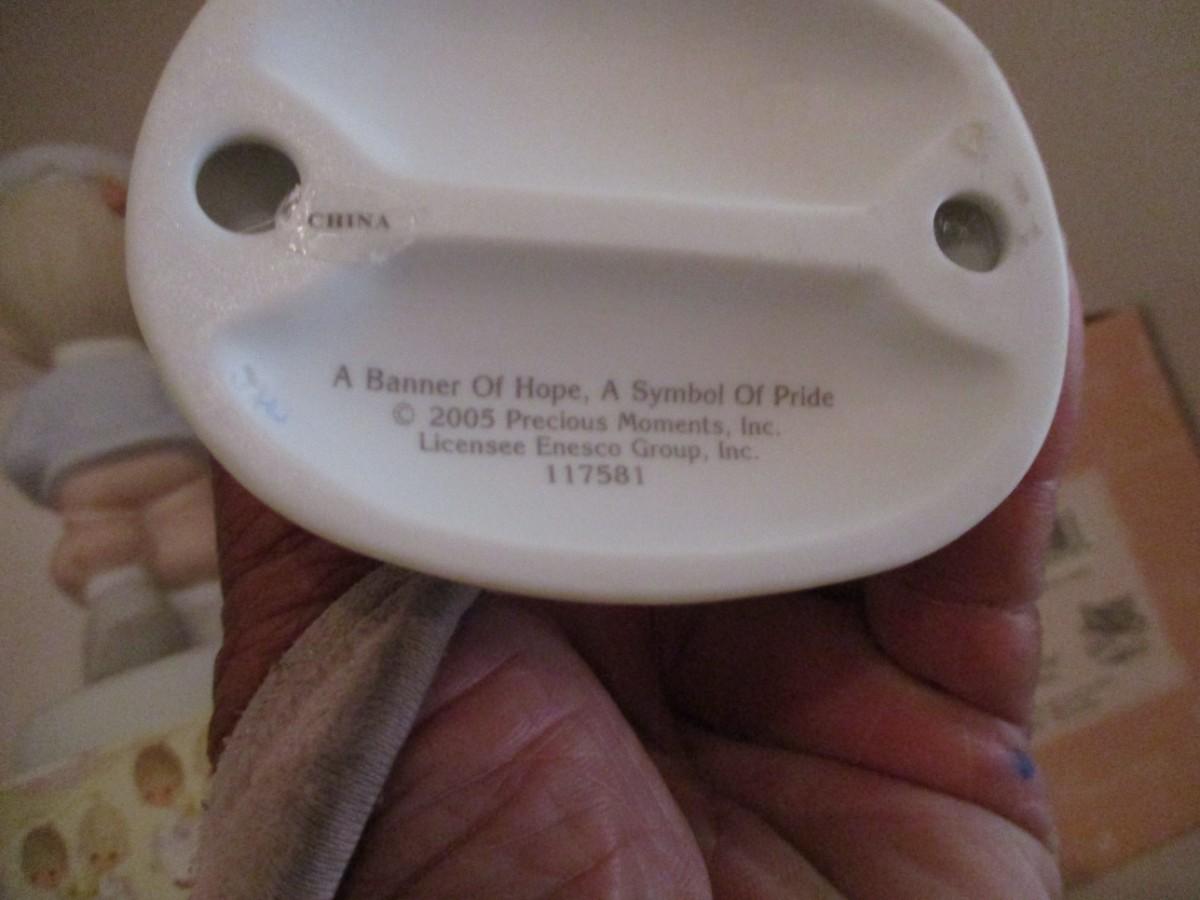 CHINA
A Banner Of Hope, A Symbol Of Pride
© 2005 Precious Moments, Inc.
Licensee Enesco Group, Inc.
117581